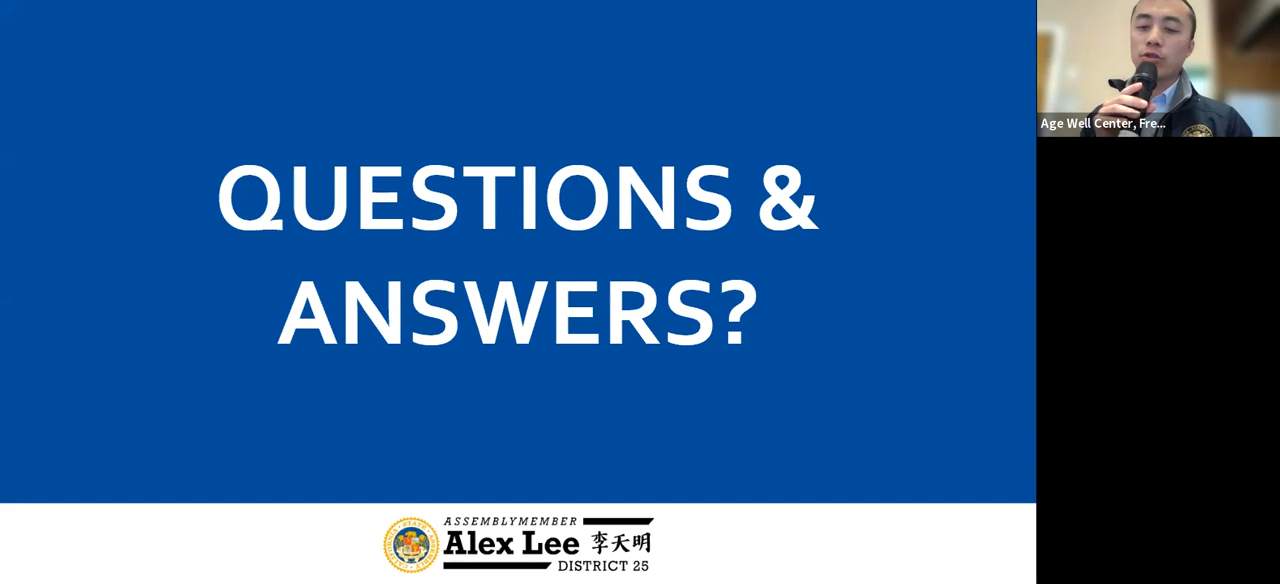 QUESTIONS &
ANSWERS?
Age Well Center, Fre...
ASSEMBLYMEMBER
Alex Lee 李天明
DISTRICT 25